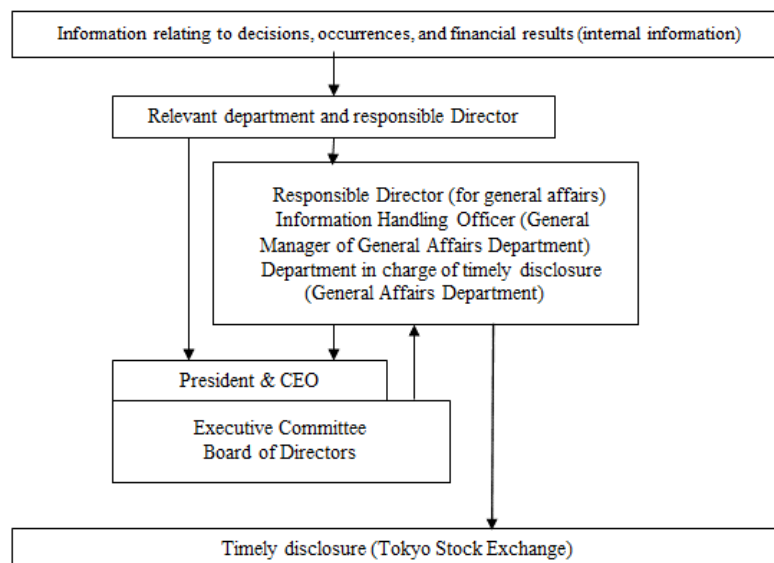 Information relating to decisions, occurrences, and financial results (internal information)
Relevant department and responsible Director
Responsible Director (for general affairs)
Information Handling Officer (General
Manager of General Affairs Department)
Department in charge of timely disclosure
(General Affairs Department)
President & CEO
Executive Committee
Board of Directors
Timely disclosure (Tokyo Stock Exchange)